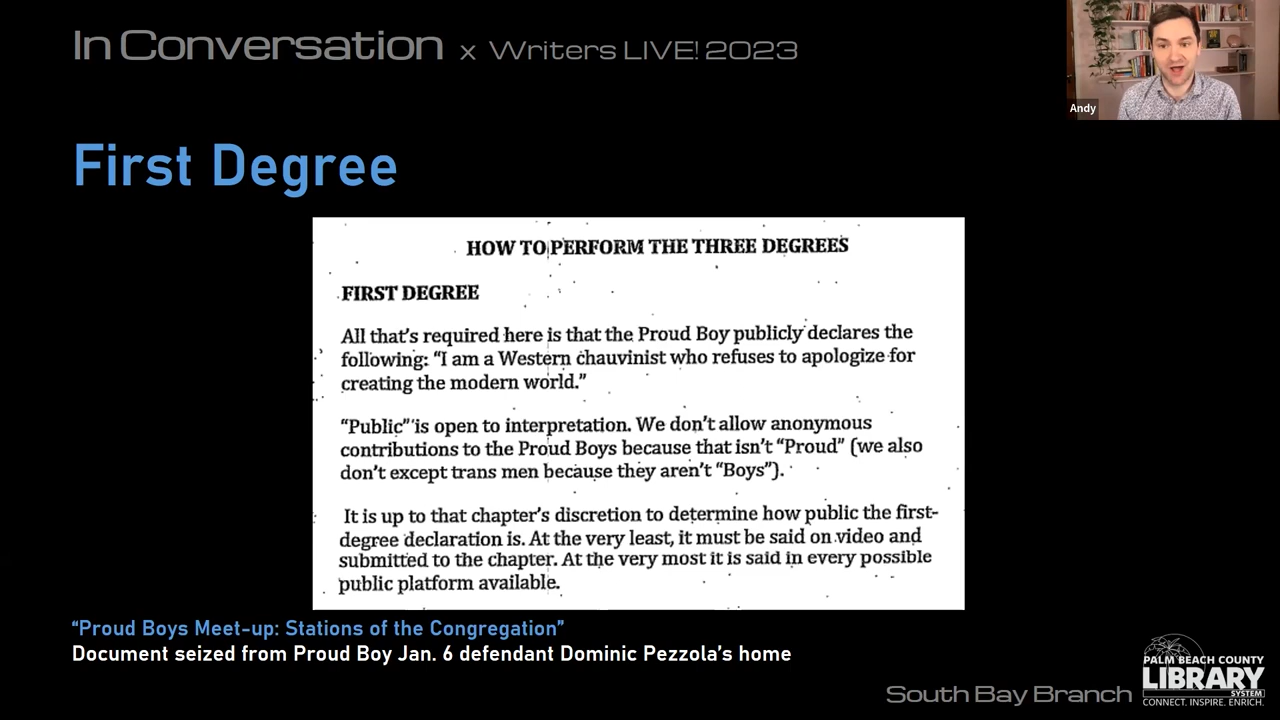 In Conversation x Writers LIVE! 2023
Andy
First Degree
HOW TO PERFORM THE THREE DEGREES
FIRST DEGREE
All that's required here is that the Proud Boy publicly declares the
following: "I am a Western chauvinist who refuses to apologize for
creating the modern world."
"Public" is open to interpretation. We don't allow anonymous
contributions to the Proud Boys because that isn't "Proud" (we also
don't except trans men because they aren't "Boys").
It is up to that chapter's discretion to determine how public the first-
degree declaration is. At the very least, it must be said on video and
submitted to the chapter. At the very most it is said in every possible
public platform available.
"Proud Boys Meet-up: Stations of the Congregation"
Document seized from Proud Boy Jan. 6 defendant Dominic Pezzola's home
South Bay Branch
PALM BEACH COUNTY
LIBRARY
SYSTEM
CONNECT. INSPIRE. ENRICH.